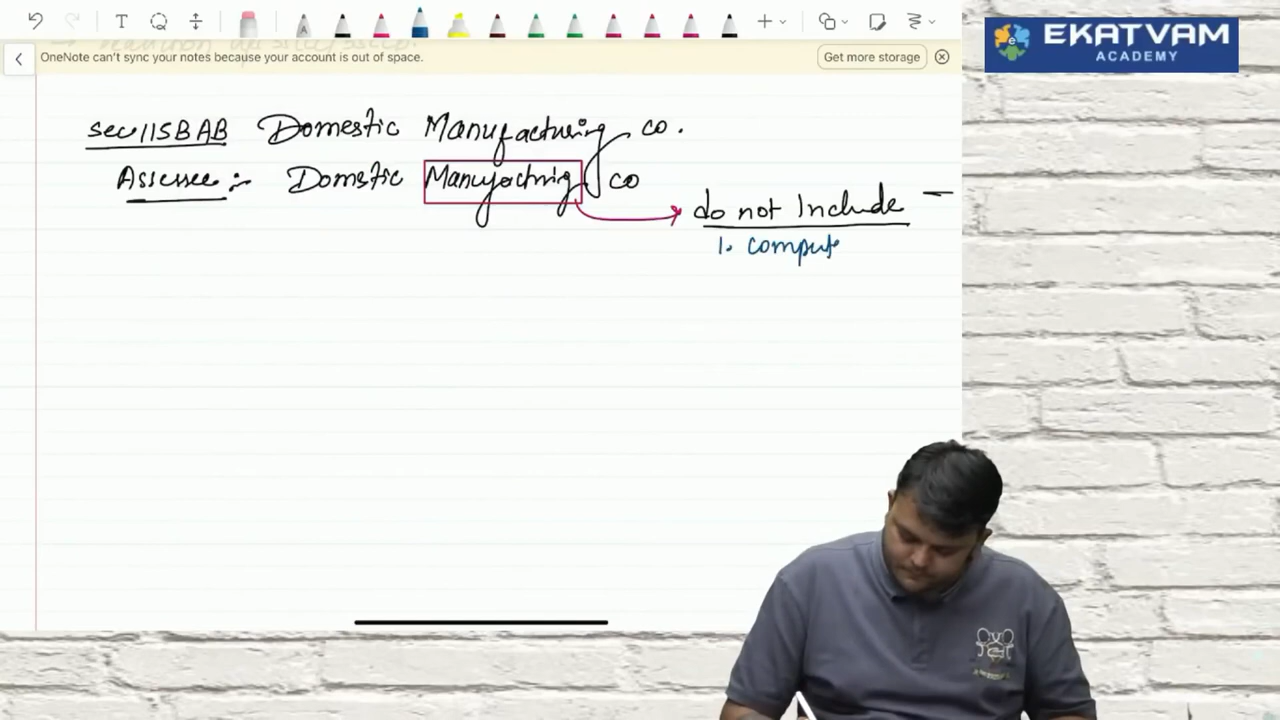 EKATVAM
ACADEMY
OneNote can't sync your notes because your account is out of space.
Get more storage
sec 115BAB Domestic Manufacturing co.
Assessee :- Domestic Manufacturing co
do not Include -
1. compute